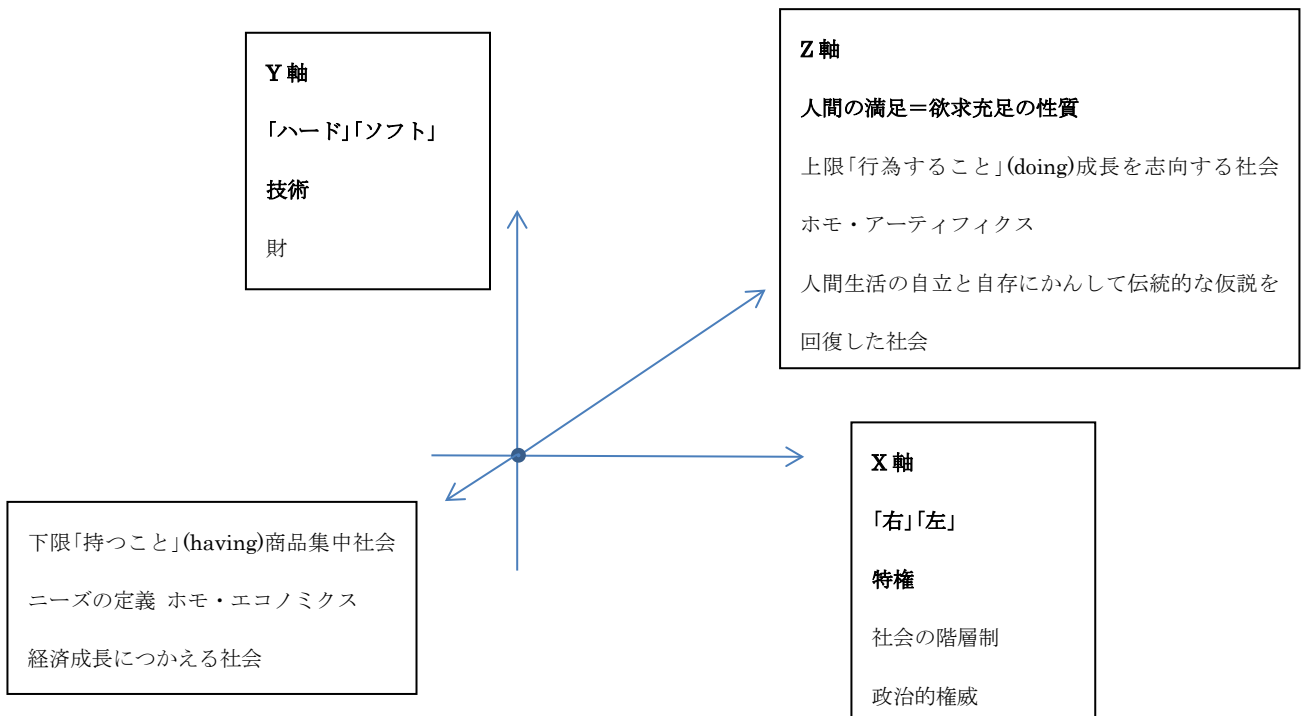 Y 軸
「ハード」「ソフト」
技術
財
Z 軸
人間の満足＝欲求充足の性質
上限「行為すること」(doing)成長を志向する社会
ホモ・アーティフィクス
人間生活の自立と自存にかんして伝統的な仮説を
回復した社会
下限「持つこと」(having)商品集中社会
ニーズの定義 ホモ・エコノミクス
経済成長につかえる社会
X 軸
「右」「左」
特権
社会の階層制
政治的権威